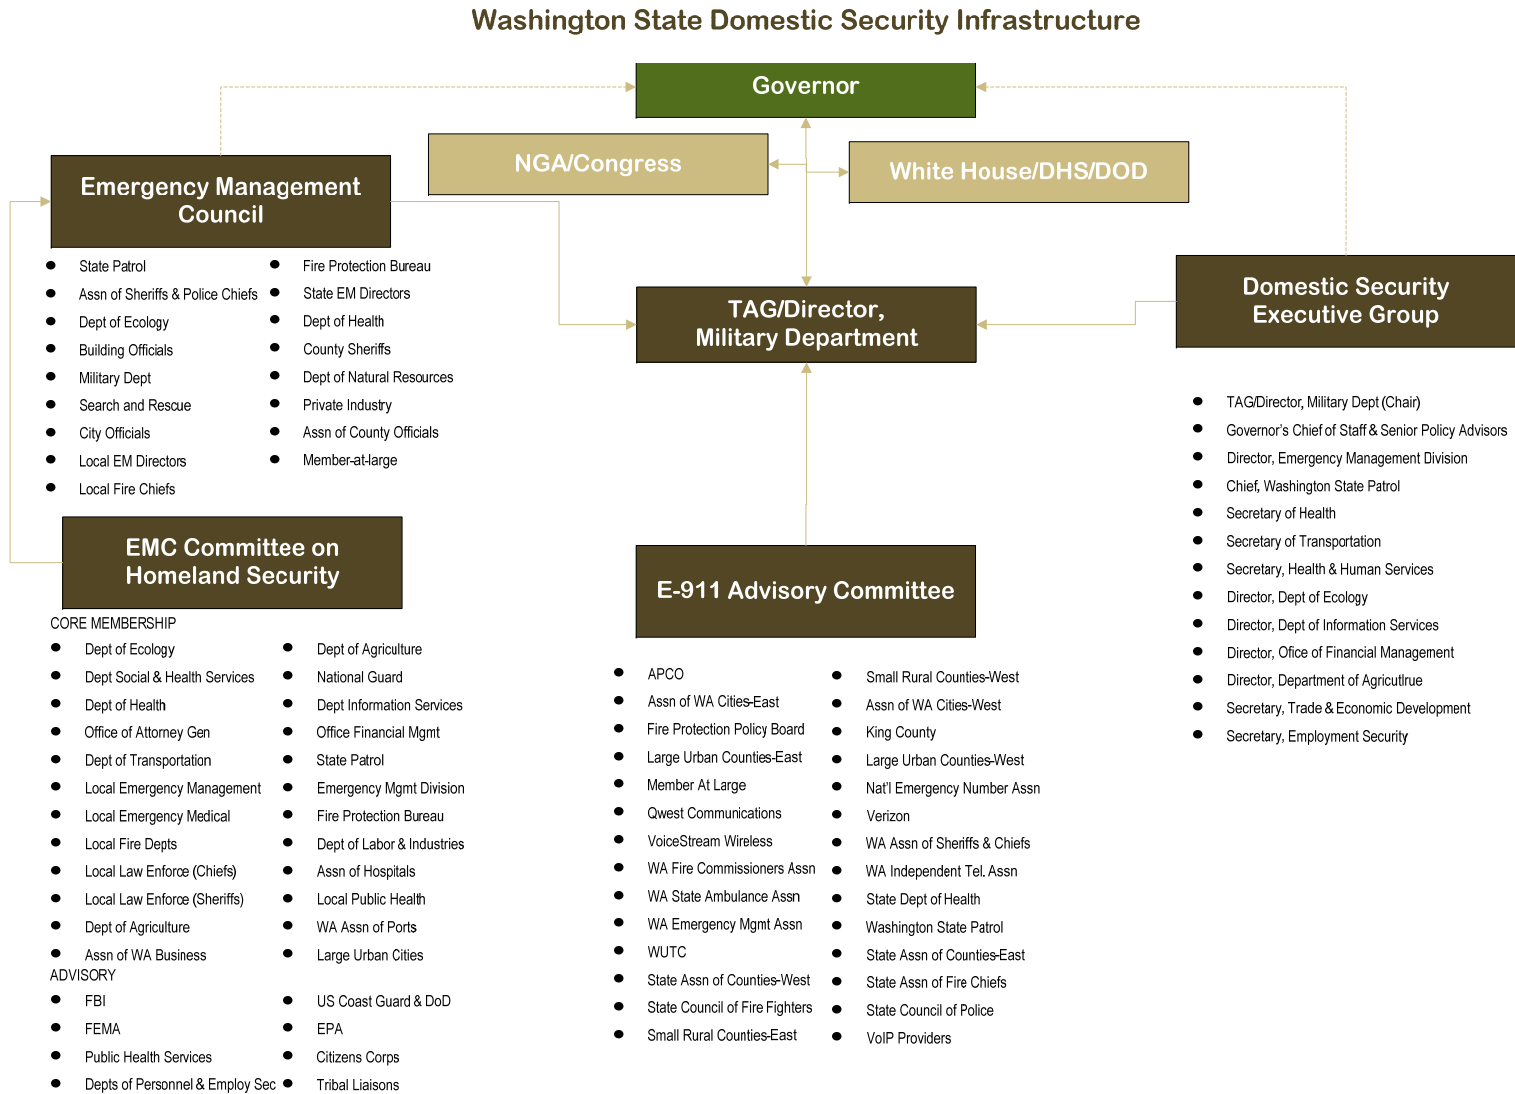 Washington State Domestic Security Infrastructure
Governor
NGA/Congress
White House/DHS/DOD
Emergency Management
Council
State Patrol
Assn of Sheriffs & Police Chiefs
Dept of Ecology
Building Officials
Military Dept
Search and Rescue
City Officials
Local EM Directors
Local Fire Chiefs
Fire Protection Bureau
State EM Directors
Dept of Health
County Sheriffs
Dept of Natural Resources
Private Industry
Assn of County Officials
Member-at-large
TAG/Director,
Military Department
Domestic Security
Executive Group
TAG/Director, Military Dept (Chair)
Governor's Chief of Staff & Senior Policy Advisors
Director, Emergency Management Division
Chief, Washington State Patrol
Secretary of Health
Secretary of Transportation
Secretary, Health & Human Services
Director, Dept of Ecology
Director, Dept of Information Services
Director, Ofice of Financial Management
Director, Department of Agricutlrue
Secretary, Trade & Economic Development
Secretary, Employment Security
EMC Committee on
Homeland Security
CORE MEMBERSHIP
Dept of Ecology
Dept Social & Health Services
Dept of Health
Office of Attorney Gen
Dept of Transportation
Local Emergency Management
Local Emergency Medical
Local Fire Depts
Local Law Enforce (Chiefs)
Local Law Enforce (Sheriffs)
Dept of Agriculture
Assn of WA Business
Dept of Agriculture
National Guard
Dept Information Services
Office Financial Mgmt
State Patrol
Emergency Mgmt Division
Fire Protection Bureau
Dept of Labor & Industries
Assn of Hospitals
Local Public Health
WA Assn of Ports
Large Urban Cities
ADVISORY
FBI
FEMA
Public Health Services
Depts of Personnel & Employ Sec
US Coast Guard & DoD
EPA
Citizens Corps
Tribal Liaisons
E-911 Advisory Committee
APCO
Assn of WA Cities-East
Fire Protection Policy Board
Large Urban Counties-East
Member At Large
Qwest Communications
VoiceStream Wireless
WA Fire Commissioners Assn
WA State Ambulance Assn
WA Emergency Mgmt Assn
WUTC
State Assn of Counties-West
State Council of Fire Fighters
Small Rural Counties-East
Small Rural Counties-West
Assn of WA Cities-West
King County
Large Urban Counties-West
Nat'l Emergency Number Assn
Verizon
WA Assn of Sheriffs & Chiefs
WA Independent Tel. Assn
State Dept of Health
Washington State Patrol
State Assn of Counties-East
State Assn of Fire Chiefs
State Council of Police
VoIP Providers